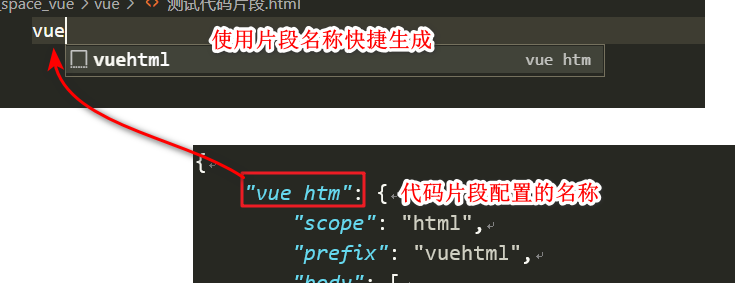 _space_vue > vue > <> 测试代码片段.html
vue
使用片段名称快捷生成
vuehtml vue htm
{
"vue htm": {
代码片段配置的名称
"scope": "html",
"prefix": "vuehtml",
"body": [